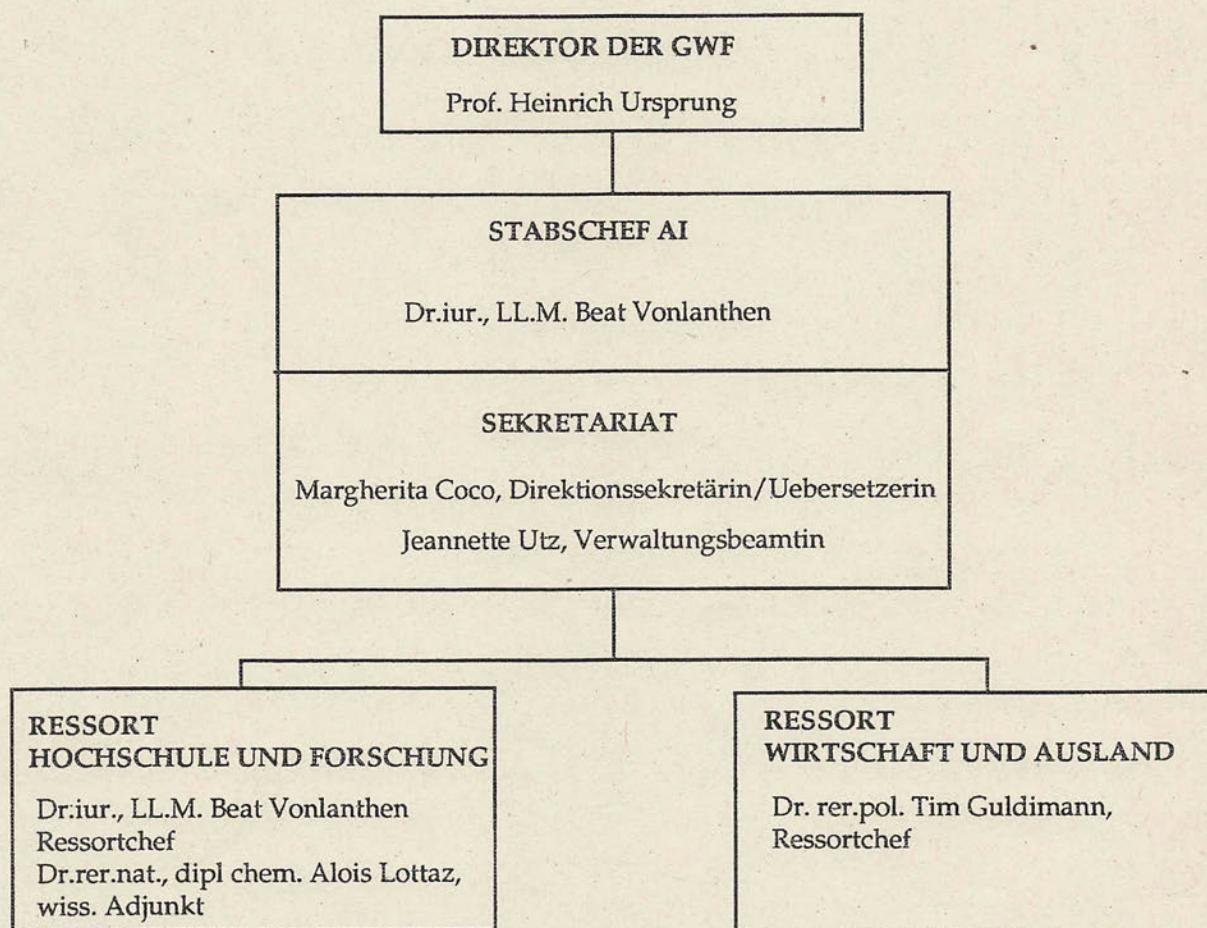 DIREKTOR DER GWF
Prof. Heinrich Ursprung
STABSCHEF AI
Dr.iur., LL.M. Beat Vonlanthen
SEKRETARIAT
Margherita Coco, Direktionssekretärin/Uebersetzerin
Jeannette Utz, Verwaltungsbeamtin
RESSORT
HOCHSCHULE UND FORSCHUNG
Dr.iur., LL.M. Beat Vonlanthen
Ressortchef
Dr.rer.nat., dipl chem. Alois Lottaz,
wiss. Adjunkt
RESSORT
WIRTSCHAFT UND AUSLAND
Dr. rer.pol. Tim Guldimann,
Ressortchef